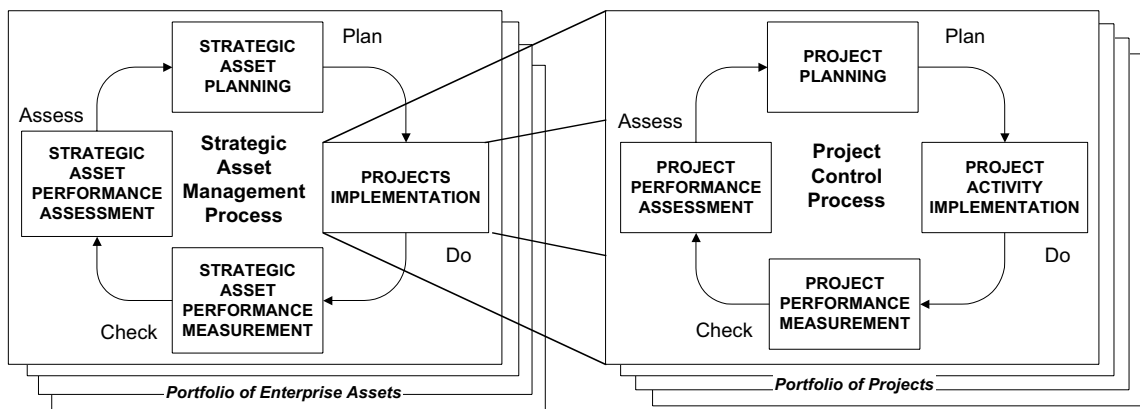 Plan
STRATEGIC
ASSET
PLANNING
Assess
STRATEGIC
ASSET
PERFORMANCE
ASSESSMENT
Strategic
Asset
Management
Process
PROJECTS
IMPLEMENTATION
Do
STRATEGIC
ASSET
PERFORMANCE
MEASUREMENT
Check
Portfolio of Enterprise Assets
Plan
PROJECT
PLANNING
Assess
PROJECT
PERFORMANCE
ASSESSMENT
Project
Control
Process
PROJECT
ACTIVITY
IMPLEMENTATION
Do
PROJECT
PERFORMANCE
MEASUREMENT
Check
Portfolio of Projects